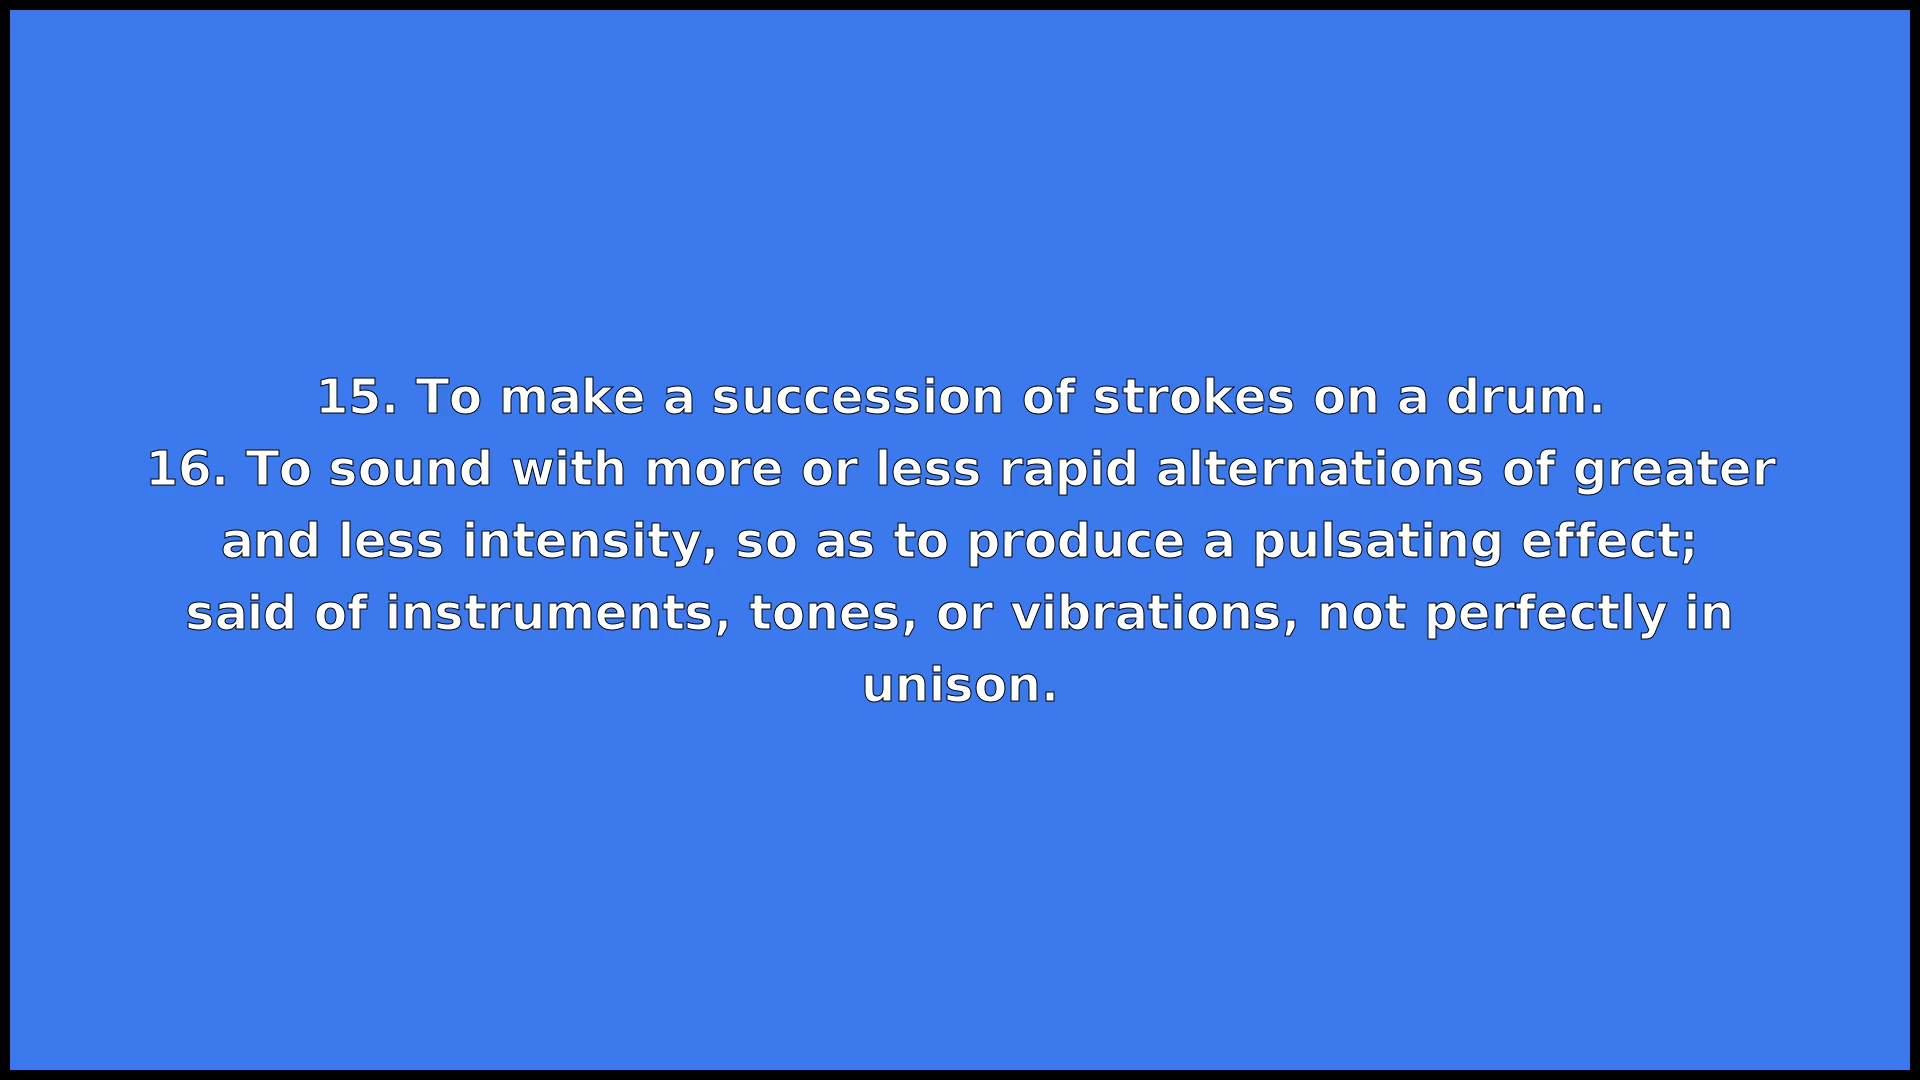 15. To make a succession of strokes on a drum.
16. To sound with more or less rapid alternations of greater
and less intensity, so as to produce a pulsating effect;
said of instruments, tones, or vibrations, not perfectly in
unison.